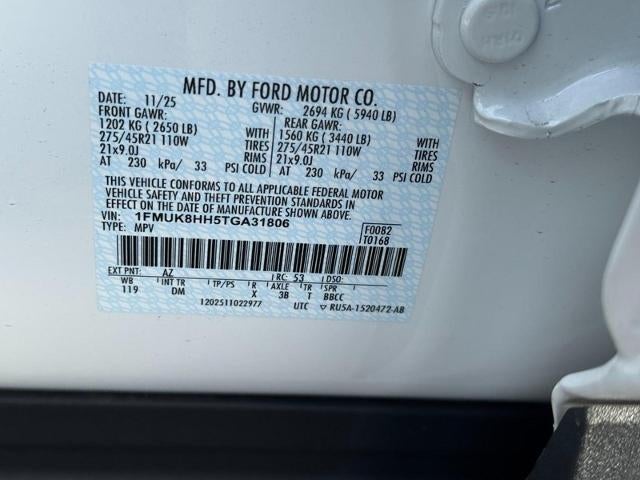 MFD. BY FORD MOTOR CO.
DATE: 11/25 GVWR: 2694 KG ( 5940 LB)
FRONT GAWR: REAR GAWR:
1202 KG ( 2650 LB) 1560 KG ( 3440 LB)
275/45R21 110W TIRES 275/45R21 110W TIRES
21x9.0J RIMS 21x9.0J RIMS
AT 230 kPa/ 33 PSI COLD AT 230 kPa/ 33 PSI COLD
THIS VEHICLE CONFORMS TO ALL APPLICABLE FEDERAL MOTOR
VEHICLE SAFETY AND BUMPER, AND THEFT PREVENTION STANDARDS IN
EFFECT ON THE DATE OF MANUFACTURE SHOWN ABOVE.
VIN: 1FMUK8HH5TGA31806 F0082
TYPE: MPV T0168
EXT PNT: AZ RC: 53 DSO:
WB INT TR TP/PS R AXLE TR SPR
119 DM X 3B T BBCC
1202511022977 UTC ▽ RU5A-1520472-AB